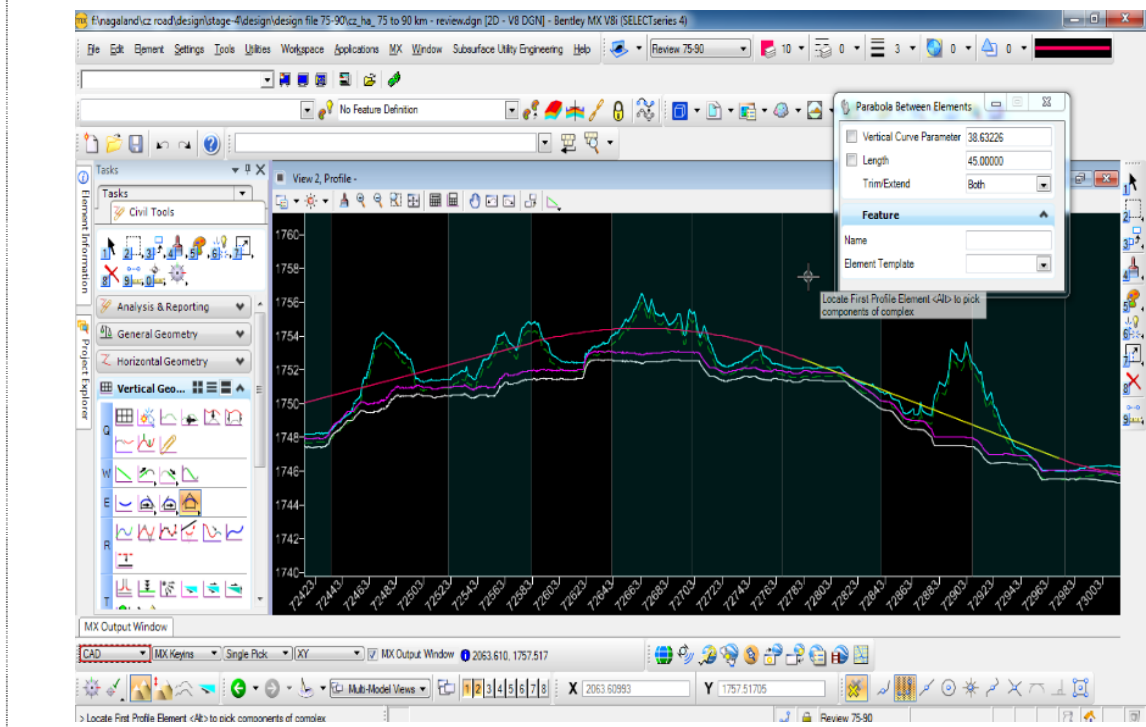 f:\nagaland\cz road\design\stage-4\design\design file 75-90\cz_ha_ 75 to 90 km - review.dgn [2D - V8 DGN] - Bentley MX V8i (SELECTseries 4)
File Edit Element Settings Tools Utilities Workspace Applications MX Window Subsurface Utility Engineering Help
Review 75-90 10 0 3 0 0
No Feature Definition
Parabola Between Elements
Vertical Curve Parameter 38.63226
Length 45.00000
Trim/Extend Both
Feature
Name
Element Template
Tasks
Tasks
Civil Tools
Element Information
Project Explorer
Analysis & Reporting
General Geometry
Horizontal Geometry
Vertical Geo...
Q
W
E
R
T
View 2, Profile -
1760
1758
1756
1754
1752
1750
1748
1746
1744
1742
1740
72423 72443 72463 72483 72503 72523 72543 72563 72583 72603 72623 72643 72663 72683 72703 72723 72743 72763 72783 72803 72823 72843 72863 72883 72903 72923 72943 72963 72983 73003
Locate First Profile Element <Alt> to pick
components of complex
MX Output Window
CAD MX Keyins Single Pick XY MX Output Window 2063.610, 1757.517
Multi-Model Views 1 2 3 4 5 6 7 8 X 2063.60993 Y 1757.51705
> Locate First Profile Element <Alt> to pick components of complex Review 75-90